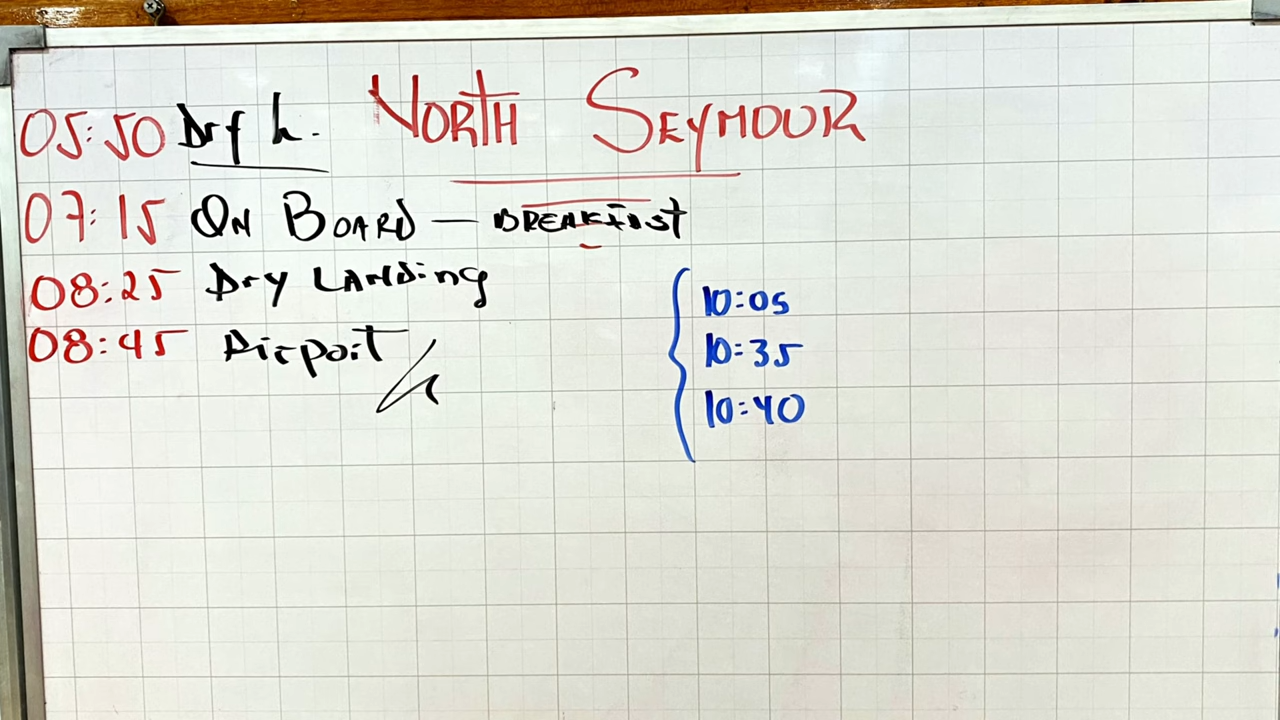 05:50 Dry L. NORTH SEYMOUR
07:15 ON BOARD — BREAKFAST
08:25 Dry LANDING
08:45 Airport
10:05
10:35
10:40